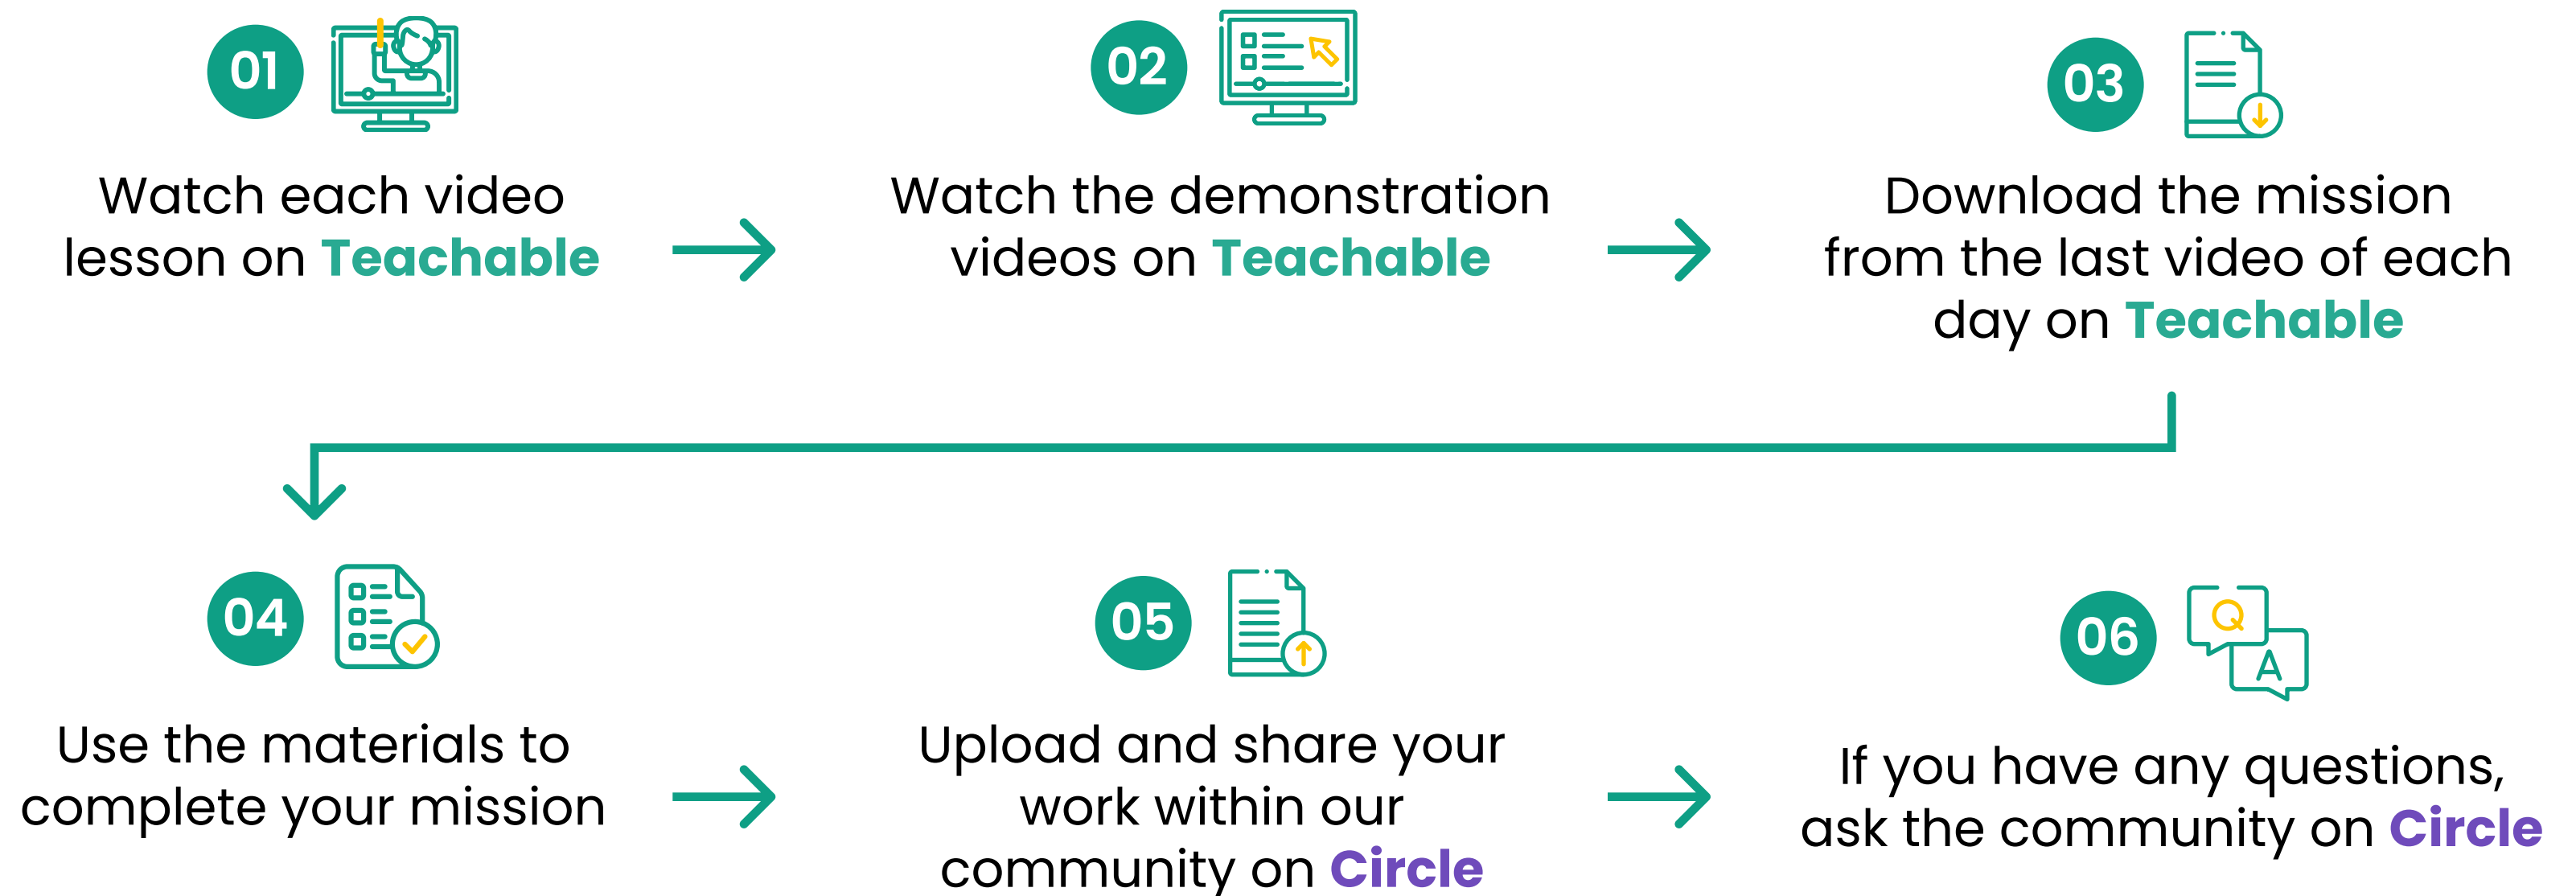 01
Watch each video
lesson on Teachable
02
Watch the demonstration
videos on Teachable
03
Download the mission
from the last video of each
day on Teachable
04
Use the materials to
complete your mission
05
Upload and share your
work within our
community on Circle
06
Q
A
If you have any questions,
ask the community on Circle